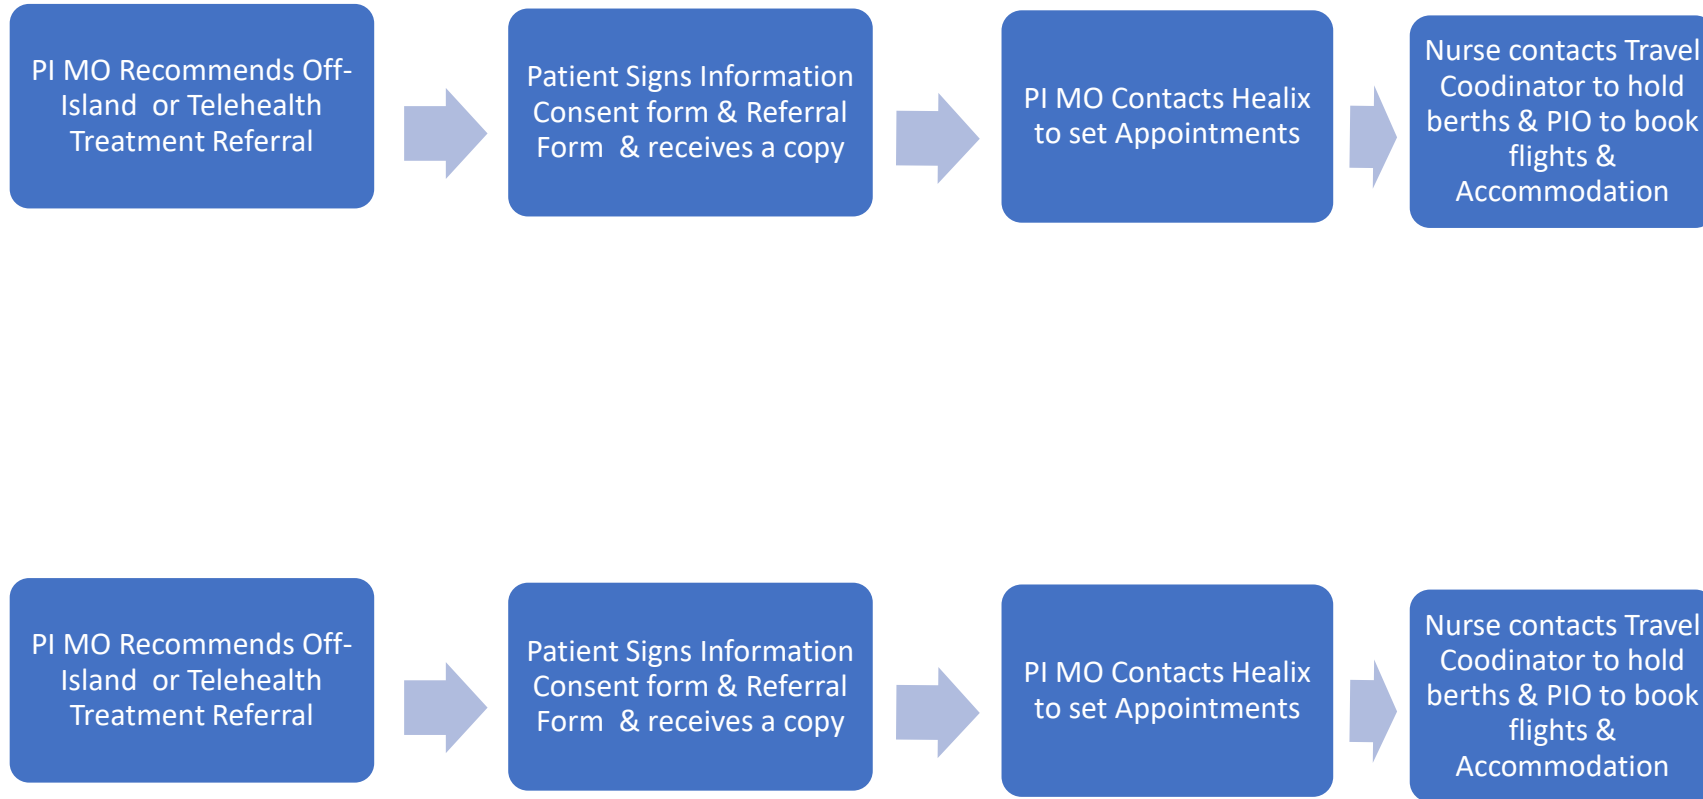 PI MO Recommends Off-
Island or Telehealth
Treatment Referral
Patient Signs Information
Consent form & Referral
Form & receives a copy
PI MO Contacts Healix
to set Appointments
Nurse contacts Travel
Coodinator to hold
berths & PIO to book
flights &
Accommodation
PI MO Recommends Off-
Island or Telehealth
Treatment Referral
Patient Signs Information
Consent form & Referral
Form & receives a copy
PI MO Contacts Healix
to set Appointments
Nurse contacts Travel
Coodinator to hold
berths & PIO to book
flights &
Accommodation